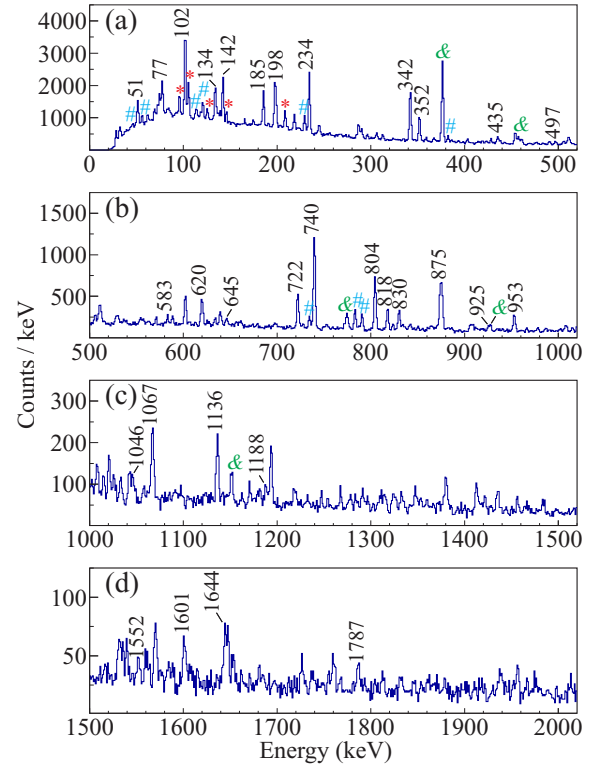 (a)
4000
3000
2000
1000
0
# 51 # 77 * 102 * # # 134 * 142 * 185 198 * # 234 342 352 & # 435 & 497
0 100 200 300 400 500
(b)
1500
1000
500
583 620 645 722 # 740 & # # 804 818 830 875 925 & 953
500 600 700 800 900 1000
(c)
300
200
100
1046 1067 1136 & 1188
1000 1100 1200 1300 1400 1500
(d)
100
50
1552 1601 1644 1787
1500 1600 1700 1800 1900 2000
Counts / keV
Energy (keV)